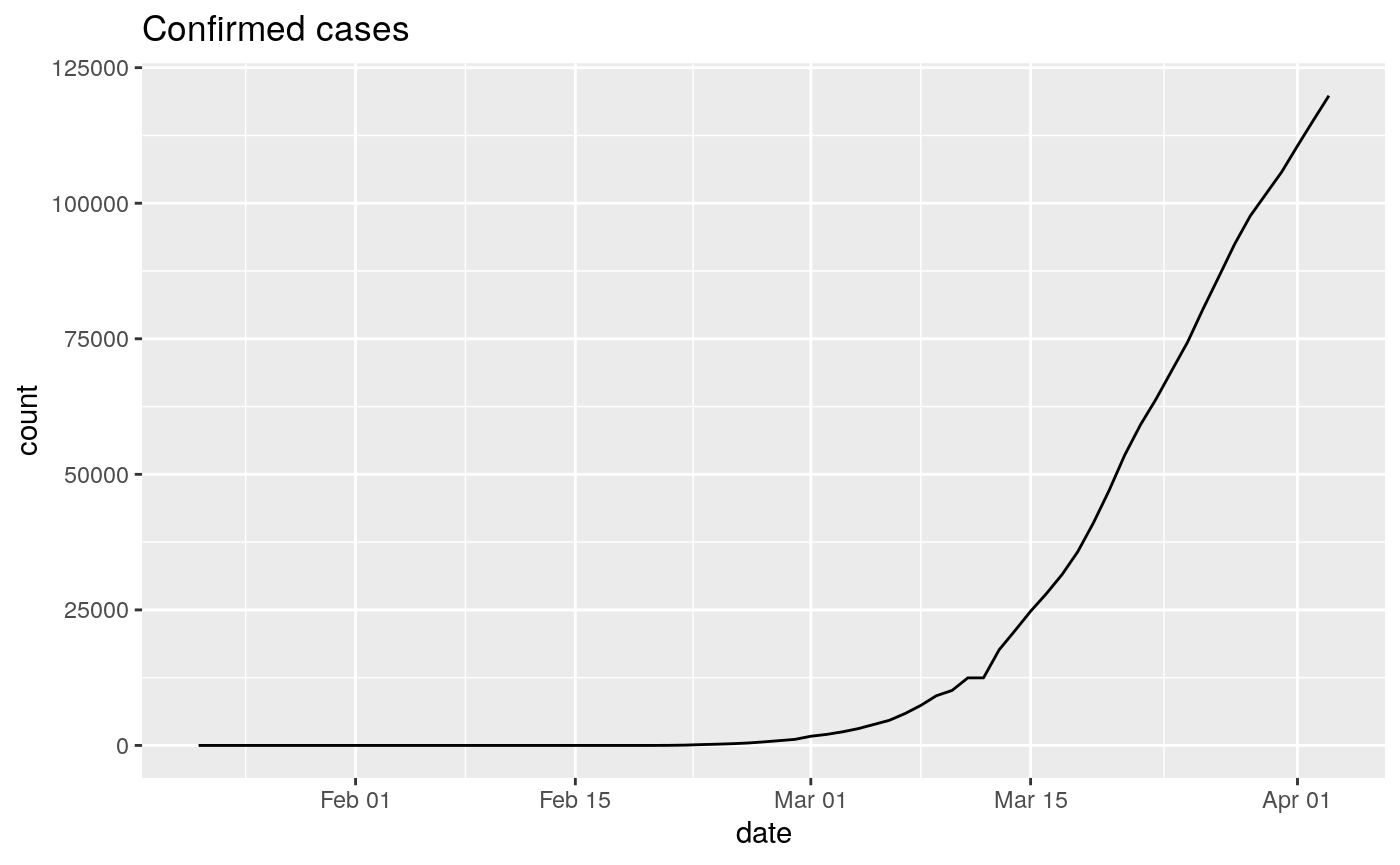 Confirmed cases
125000
100000
75000
50000
25000
0
count
Feb 01
Feb 15
Mar 01
Mar 15
Apr 01
date